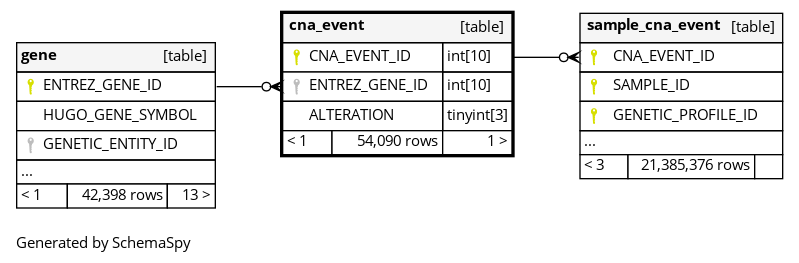 gene [table]
ENTREZ_GENE_ID
HUGO_GENE_SYMBOL
GENETIC_ENTITY_ID
...
< 1 42,398 rows 13 >
cna_event [table]
CNA_EVENT_ID int[10]
ENTREZ_GENE_ID int[10]
ALTERATION tinyint[3]
< 1 54,090 rows 1 >
sample_cna_event [table]
CNA_EVENT_ID
SAMPLE_ID
GENETIC_PROFILE_ID
...
< 3 21,385,376 rows
Generated by SchemaSpy